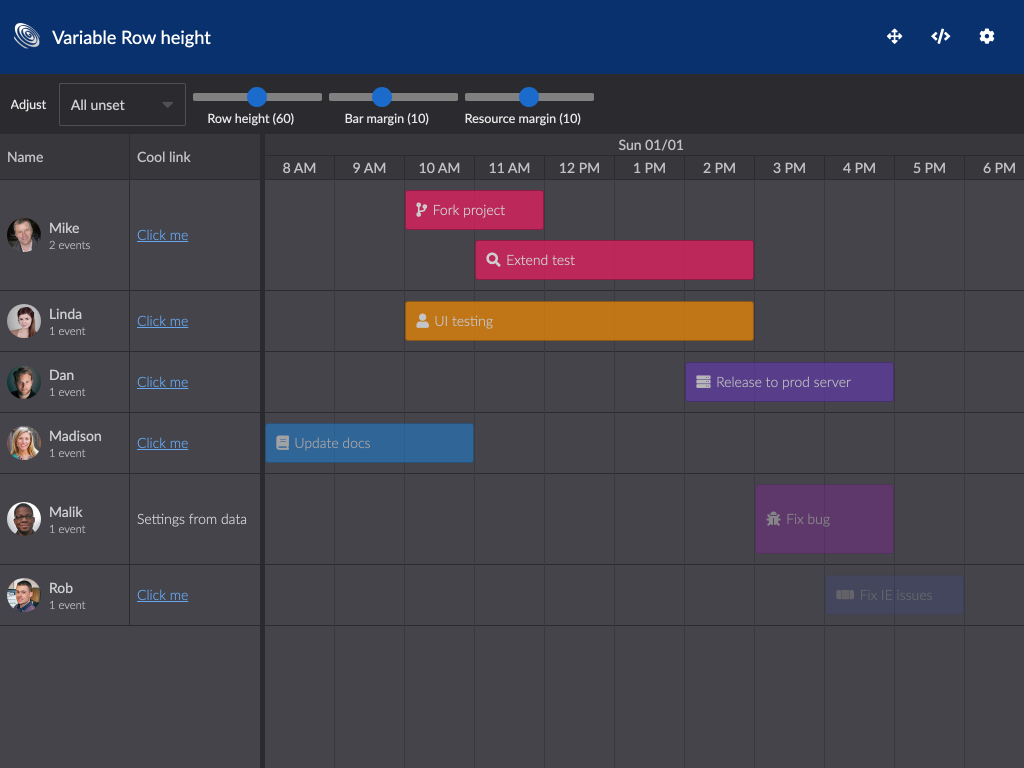 Variable Row height
Adjust
All unset
Row height (60)
Bar margin (10)
Resource margin (10)
Name
Cool link
Sun 01/01
8 AM
9 AM
10 AM
11 AM
12 PM
1 PM
2 PM
3 PM
4 PM
5 PM
6 PM
Mike
2 events
Click me
Fork project
Extend test
Linda
1 event
Click me
UI testing
Dan
1 event
Click me
Release to prod server
Madison
1 event
Click me
Update docs
Malik
1 event
Settings from data
Fix bug
Rob
1 event
Click me
Fix IE issues